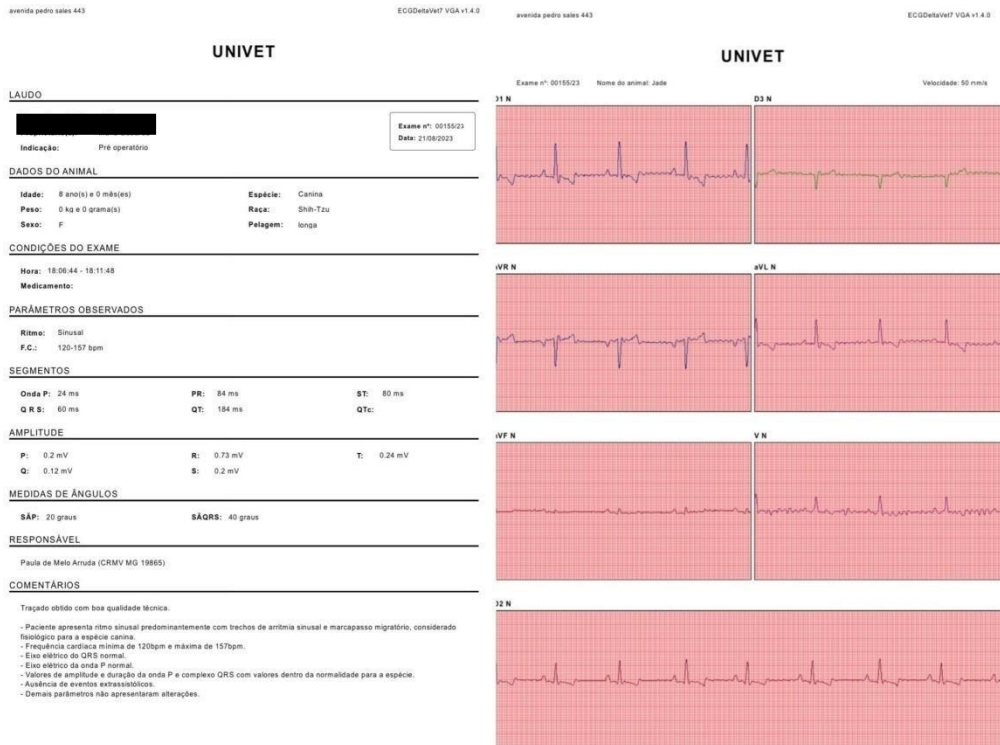 avenida pedro sales 443 ECGDeltaVet7 VGA v1.4.0
UNIVET
LAUDO
Exame nº: 00155/23
Data: 21/08/2023
Indicação: Pré operatório
DADOS DO ANIMAL
Idade: 8 ano(s) e 0 mês(es) Espécie: Canina
Peso: 0 kg e 0 grama(s) Raça: Shih-Tzu
Sexo: F Pelagem: longa
CONDIÇÕES DO EXAME
Hora: 18:06:44 - 18:11:48
Medicamento:
PARÂMETROS OBSERVADOS
Ritmo: Sinusal
F.C.: 120-157 bpm
SEGMENTOS
Onda P: 24 ms PR: 84 ms ST: 80 ms
Q R S: 60 ms QT: 184 ms QTc:
AMPLITUDE
P: 0.2 mV R: 0.73 mV T: 0.24 mV
Q: 0.12 mV S: 0.2 mV
MEDIDAS DE ÂNGULOS
SÂP: 20 graus SÂQRS: 40 graus
RESPONSÁVEL
Paula de Melo Arruda (CRMV MG 19865)
COMENTÁRIOS
Traçado obtido com boa qualidade técnica.
- Paciente apresenta ritmo sinusal predominantemente com trechos de arritmia sinusal e marcapasso migratório, considerado
fisiológico para a espécie canina.
- Frequência cardíaca mínima de 120bpm e máxima de 157bpm.
- Eixo elétrico do QRS normal.
- Eixo elétrico da onda P normal.
- Valores de amplitude e duração da onda P e complexo QRS com valores dentro da normalidade para a espécie.
- Ausência de eventos extrassistólicos.
- Demais parâmetros não apresentaram alterações.
avenida pedro sales 443 ECGDeltaVet7 VGA v1.4.0
UNIVET
Exame nº: 00155/23 Nome do animal: Jade Velocidade: 50 mm/s
D1 N D3 N
aVR N aVL N
aVF N V N
D2 N